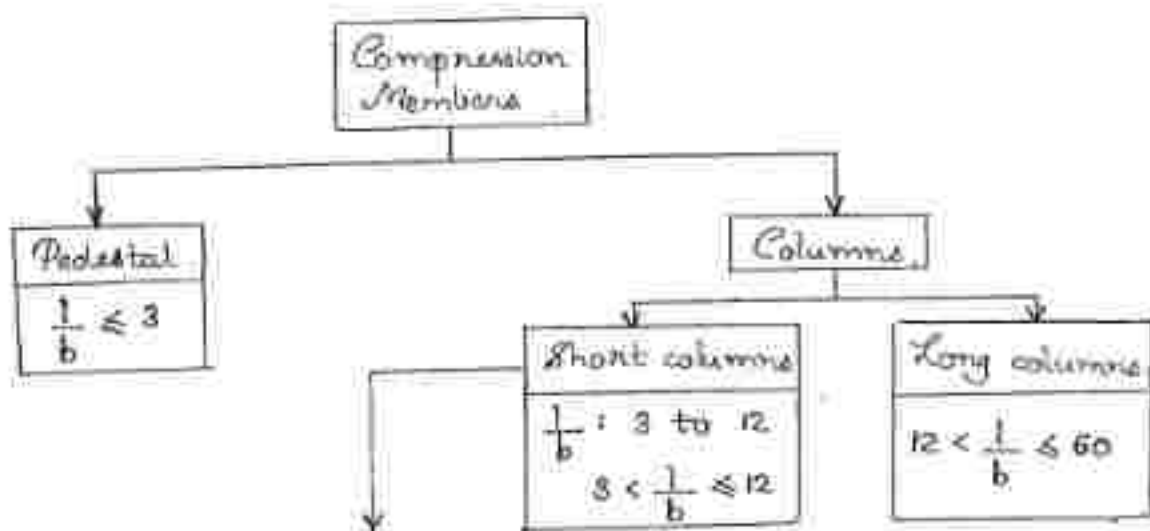 Compression
Members
Pedestal
l/b ≤ 3
Columns
Short columns
l/b : 3 to 12
3 < l/b ≤ 12
Long columns
12 < l/b ≤ 60